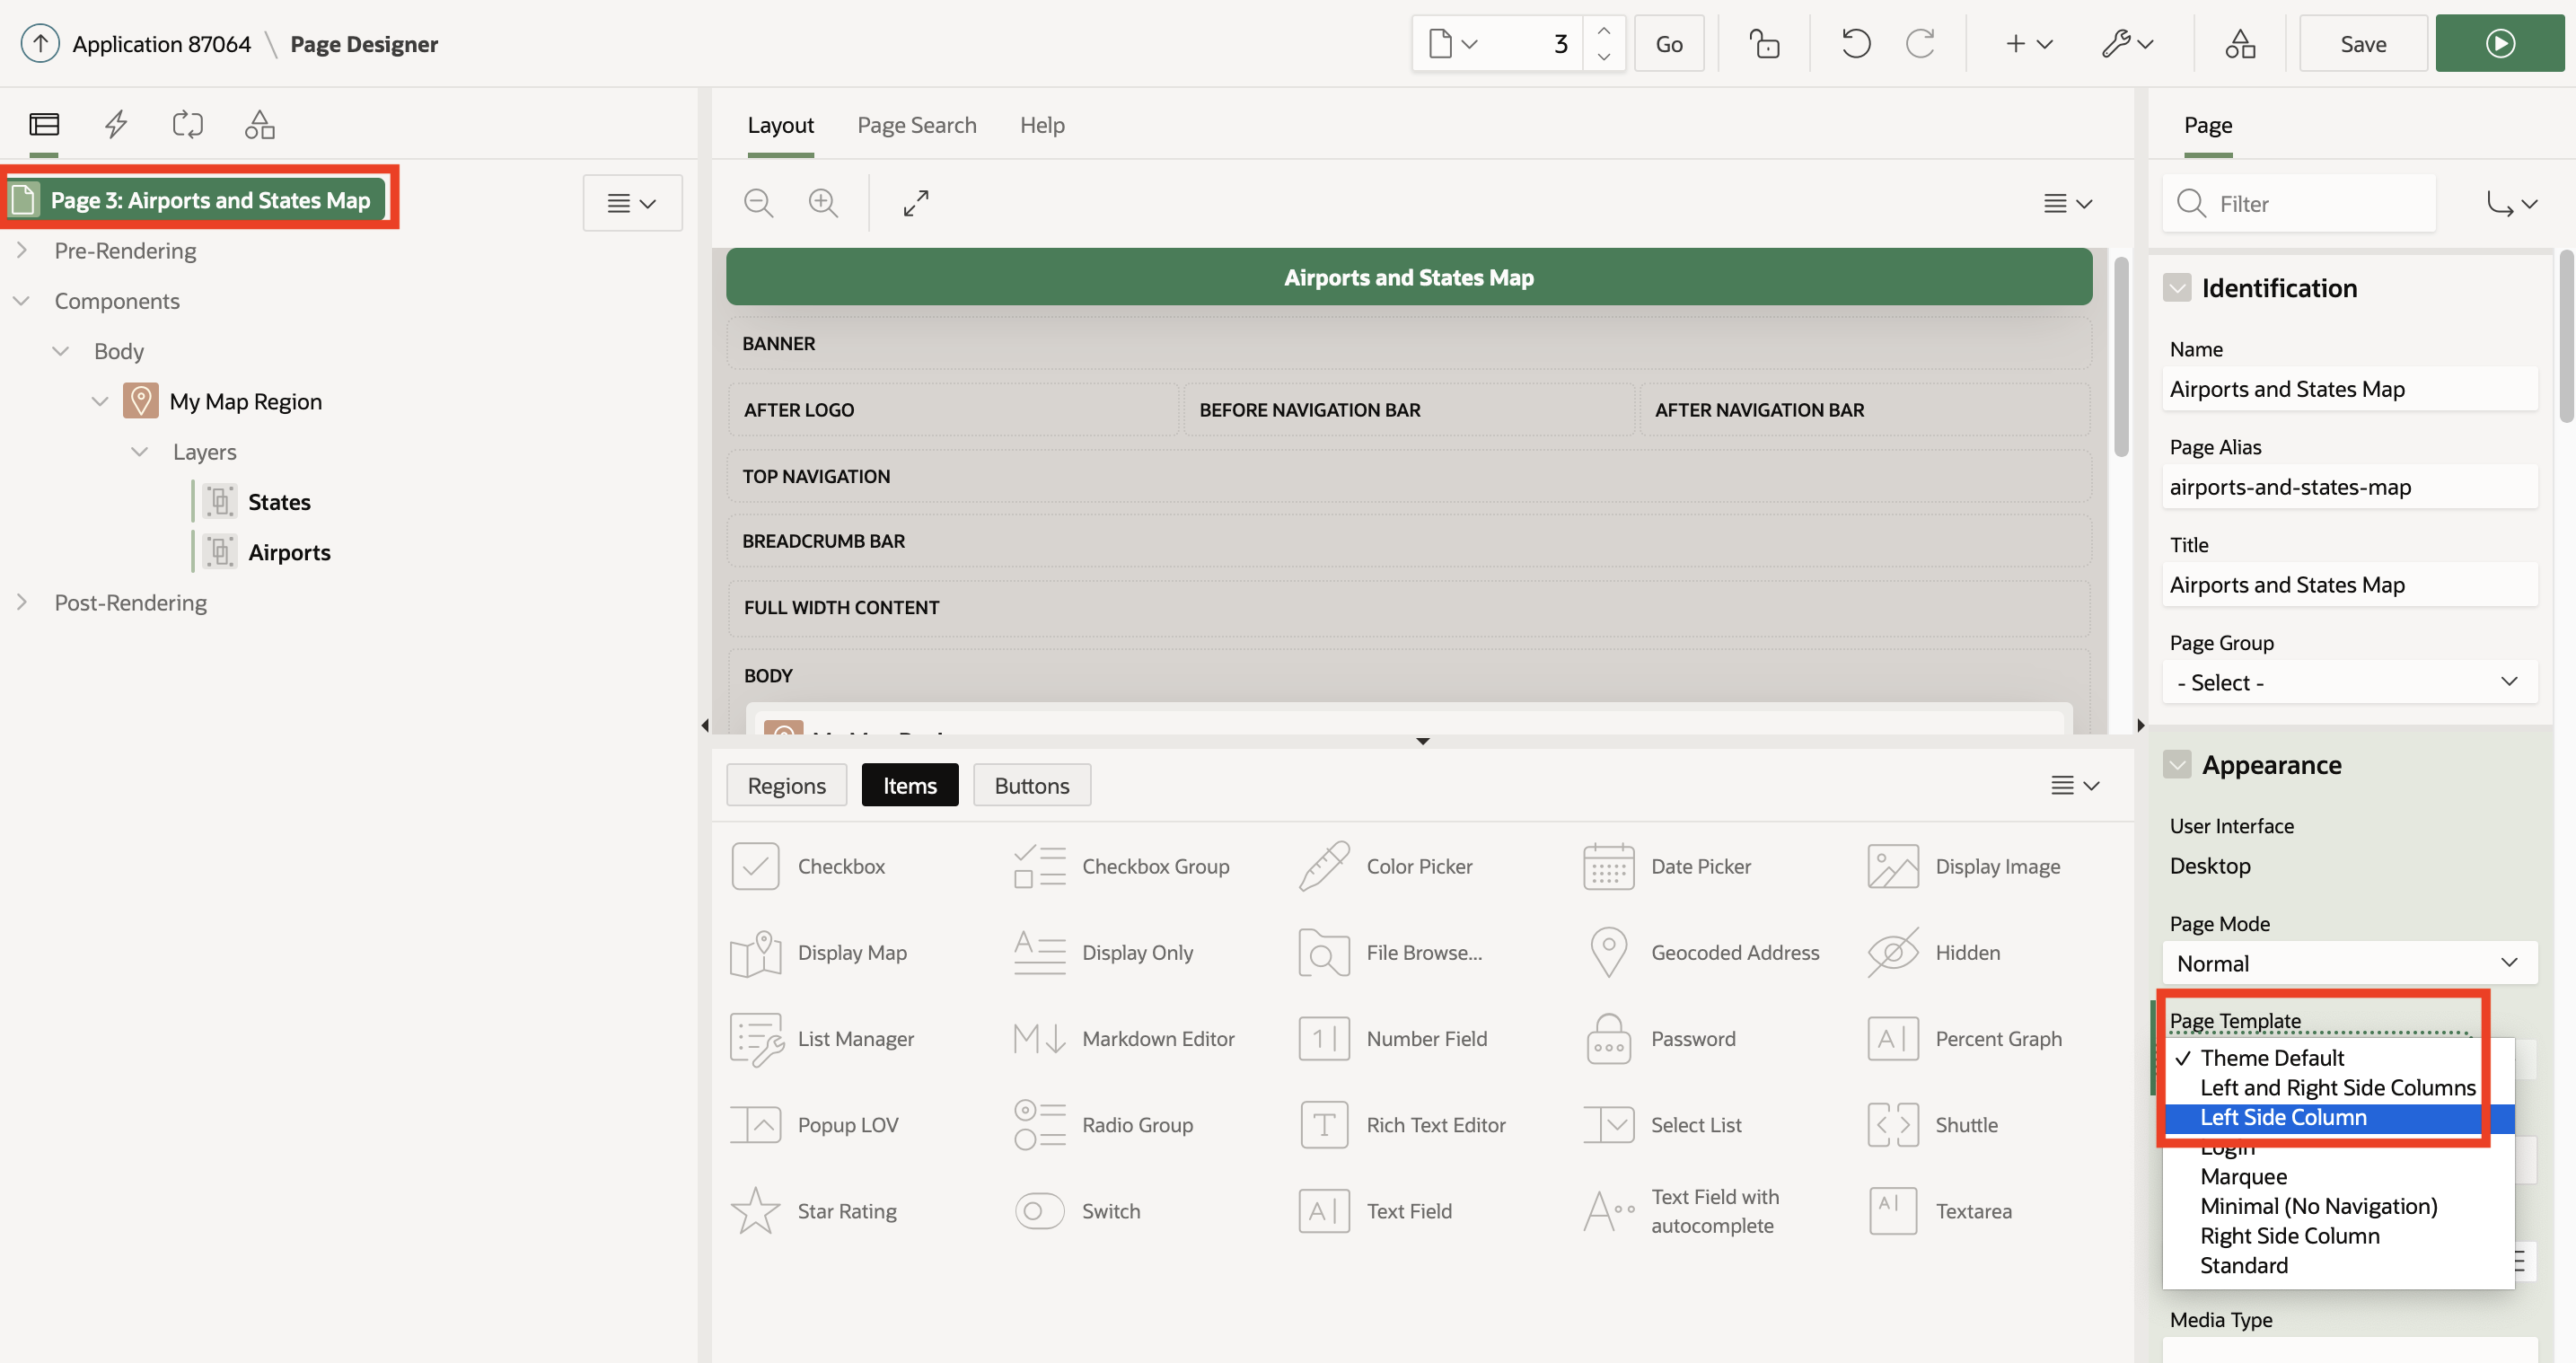 Application 87064 \ Page Designer
3
Go
Save
Layout
Page Search
Help
Page
Page 3: Airports and States Map
Filter
Pre-Rendering
Components
Body
My Map Region
Layers
States
Airports
Post-Rendering
Airports and States Map
BANNER
AFTER LOGO
BEFORE NAVIGATION BAR
AFTER NAVIGATION BAR
TOP NAVIGATION
BREADCRUMB BAR
FULL WIDTH CONTENT
BODY
Regions
Items
Buttons
Checkbox
Checkbox Group
Color Picker
Date Picker
Display Image
Display Map
Display Only
File Browse...
Geocoded Address
Hidden
List Manager
Markdown Editor
Number Field
Password
Percent Graph
Popup LOV
Radio Group
Rich Text Editor
Select List
Shuttle
Star Rating
Switch
Text Field
Text Field with
autocomplete
Textarea
Identification
Name
Airports and States Map
Page Alias
airports-and-states-map
Title
Airports and States Map
Page Group
- Select -
Appearance
User Interface
Desktop
Page Mode
Normal
Page Template
✓ Theme Default
Left and Right Side Columns
Left Side Column
Login
Marquee
Minimal (No Navigation)
Right Side Column
Standard
Media Type